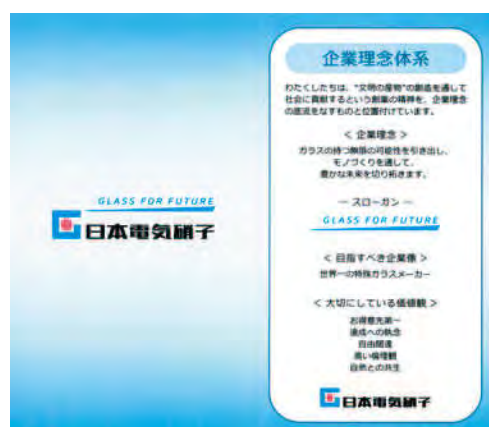 GLASS FOR FUTURE
日本電気硝子
企業理念体系
わたくしたちは、"文明の産物"の創造を通して
社会に貢献するという創業の精神を、企業理念
の底流をなすものと位置付けています。
＜企業理念＞
ガラスの持つ無限の可能性を引き出し、
モノづくりを通して、
豊かな未来を切り拓きます。
― スローガン ―
GLASS FOR FUTURE
＜目指すべき企業像＞
世界一の特殊ガラスメーカー
＜大切にしている価値観＞
お得意先第一
達成への執念
自由闊達
高い倫理観
自然との共生
日本電気硝子